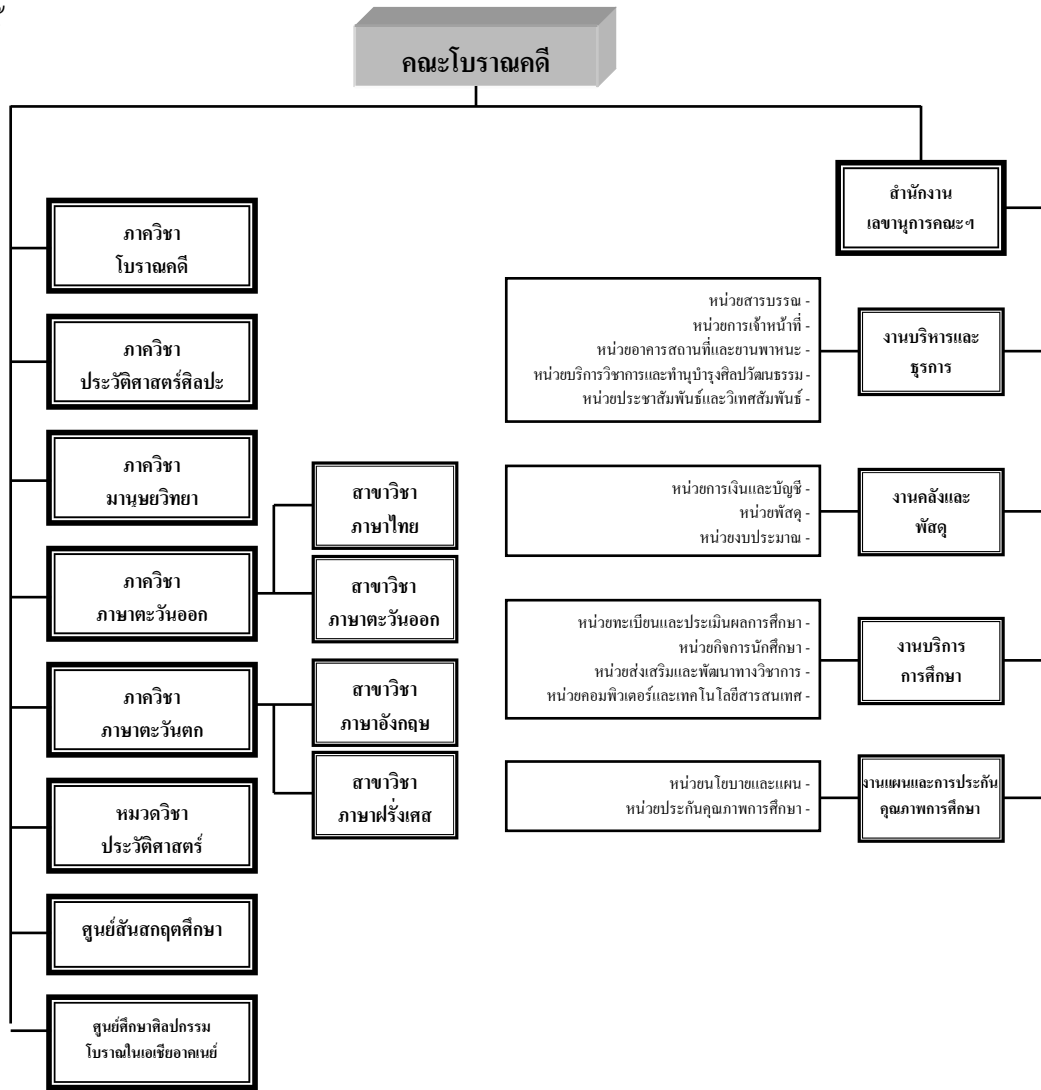 คณะโบราณคดี
สำนักงาน
เลขานุการคณะฯ
ภาควิชา
โบราณคดี
ภาควิชา
ประวัติศาสตร์ศิลปะ
ภาควิชา
มานุษยวิทยา
ภาควิชา
ภาษาตะวันออก
สาขาวิชา
ภาษาไทย
สาขาวิชา
ภาษาตะวันออก
ภาควิชา
ภาษาตะวันตก
สาขาวิชา
ภาษาอังกฤษ
สาขาวิชา
ภาษาฝรั่งเศส
หมวดวิชา
ประวัติศาสตร์
ศูนย์สันสกฤตศึกษา
ศูนย์ศึกษาศิลปกรรม
โบราณในเอเชียอาคเนย์
หน่วยสารบรรณ -
หน่วยการเจ้าหน้าที่ -
หน่วยอาคารสถานที่และยานพาหนะ -
หน่วยบริการวิชาการและทำนุบำรุงศิลปวัฒนธรรม -
หน่วยประชาสัมพันธ์และวิเทศสัมพันธ์ -
งานบริหารและ
ธุรการ
หน่วยการเงินและบัญชี -
หน่วยพัสดุ -
หน่วยงบประมาณ -
งานคลังและ
พัสดุ
หน่วยทะเบียนและประเมินผลการศึกษา -
หน่วยกิจการนักศึกษา -
หน่วยส่งเสริมและพัฒนาทางวิชาการ -
หน่วยคอมพิวเตอร์และเทคโนโลยีสารสนเทศ -
งานบริการ
การศึกษา
หน่วยนโยบายและแผน -
หน่วยประกันคุณภาพการศึกษา -
งานแผนและการประกัน
คุณภาพการศึกษา